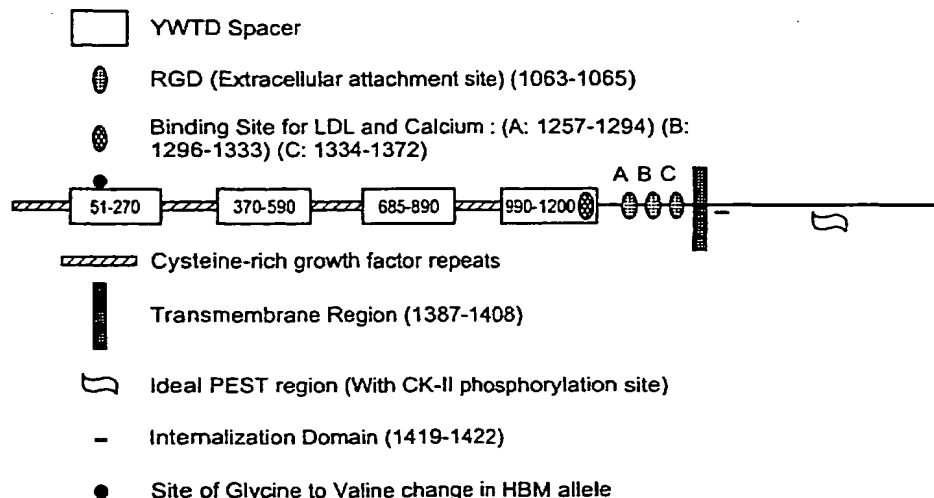 YWTD Spacer
RGD (Extracellular attachment site) (1063-1065)
Binding Site for LDL and Calcium : (A: 1257-1294) (B:
1296-1333) (C: 1334-1372)
A B C
51-270 370-590 685-890 990-1200
Cysteine-rich growth factor repeats
Transmembrane Region (1387-1408)
Ideal PEST region (With CK-II phosphorylation site)
Internalization Domain (1419-1422)
Site of Glycine to Valine change in HBM allele